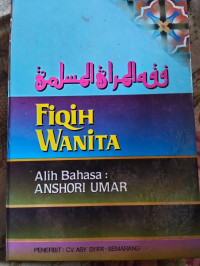 فقه المرأة المسلمة
FIQIH
WANITA
Alih Bahasa :
ANSHORI UMAR
PENERBIT : CV ASY SYIFA - SEMARANG